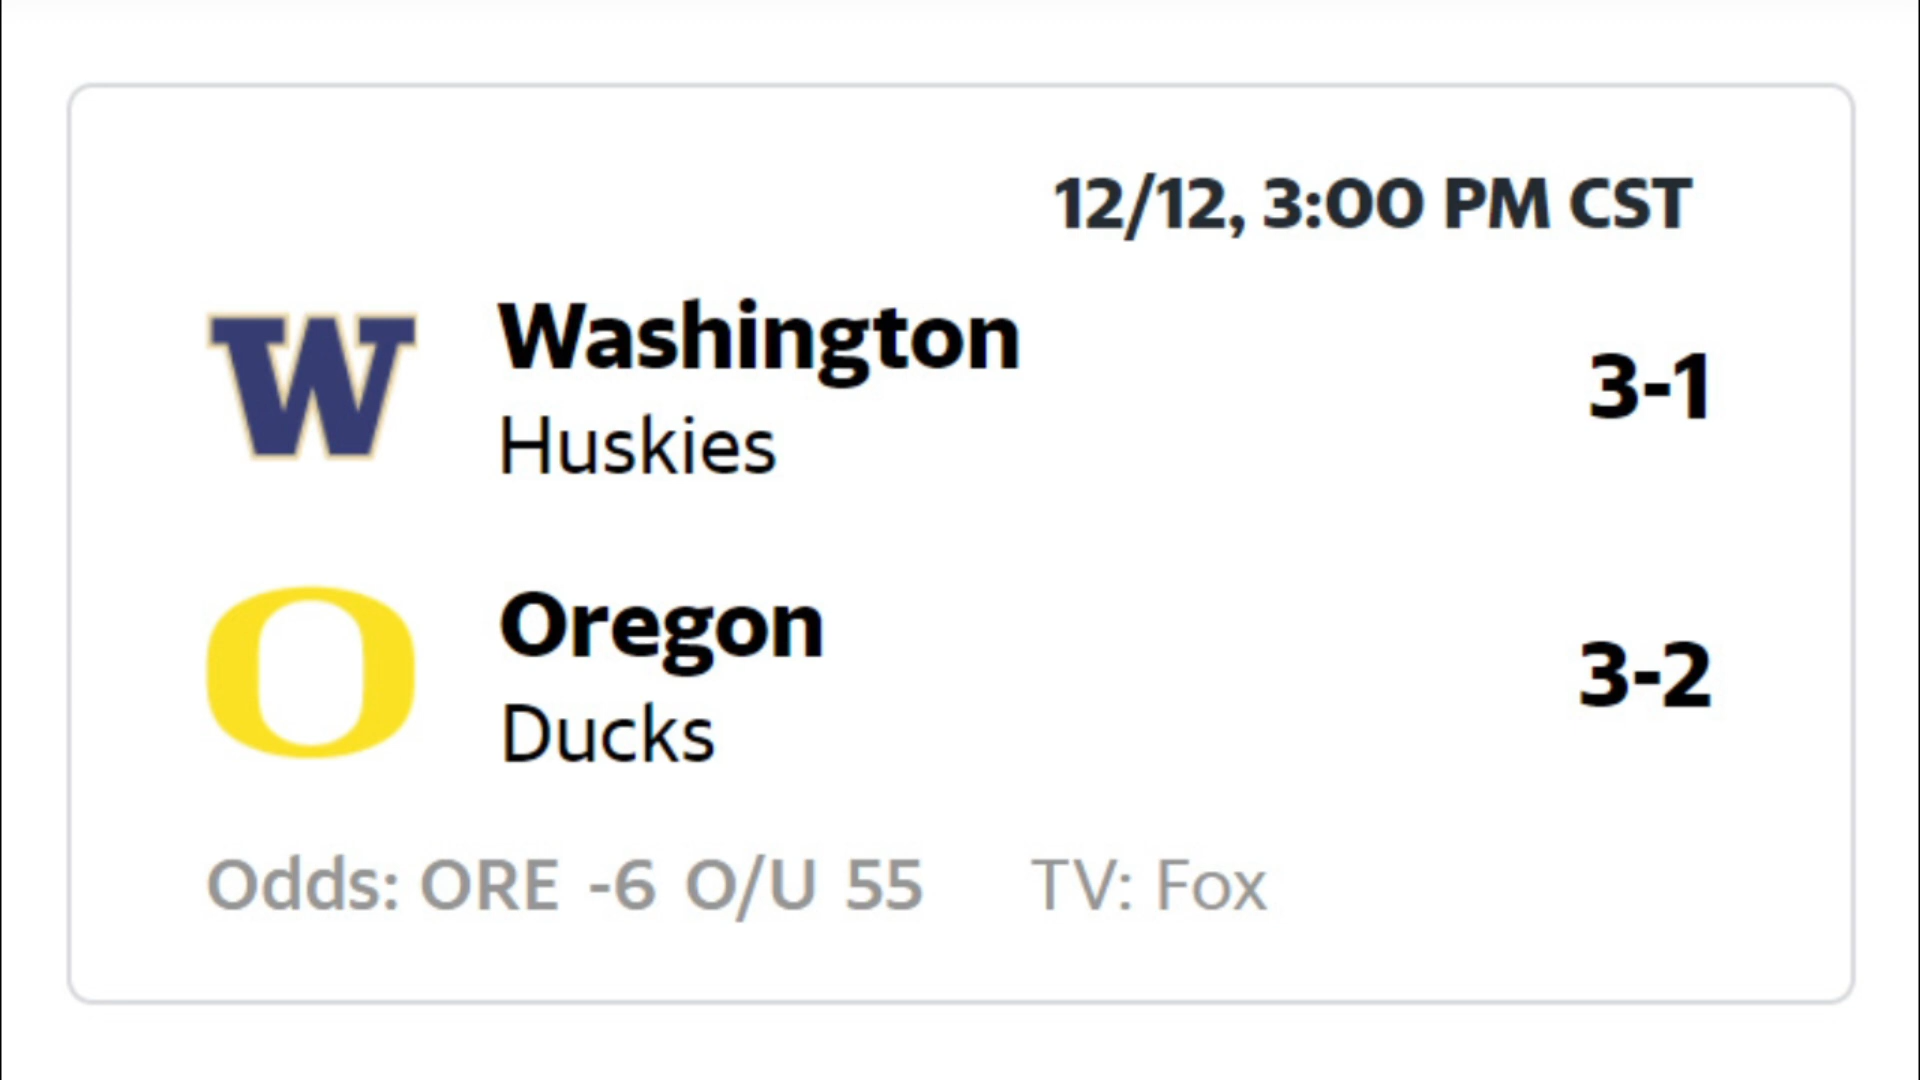 12/12, 3:00 PM CST
W Washington 3-1
Huskies
O Oregon 3-2
Ducks
Odds: ORE -6 O/U 55 TV: Fox